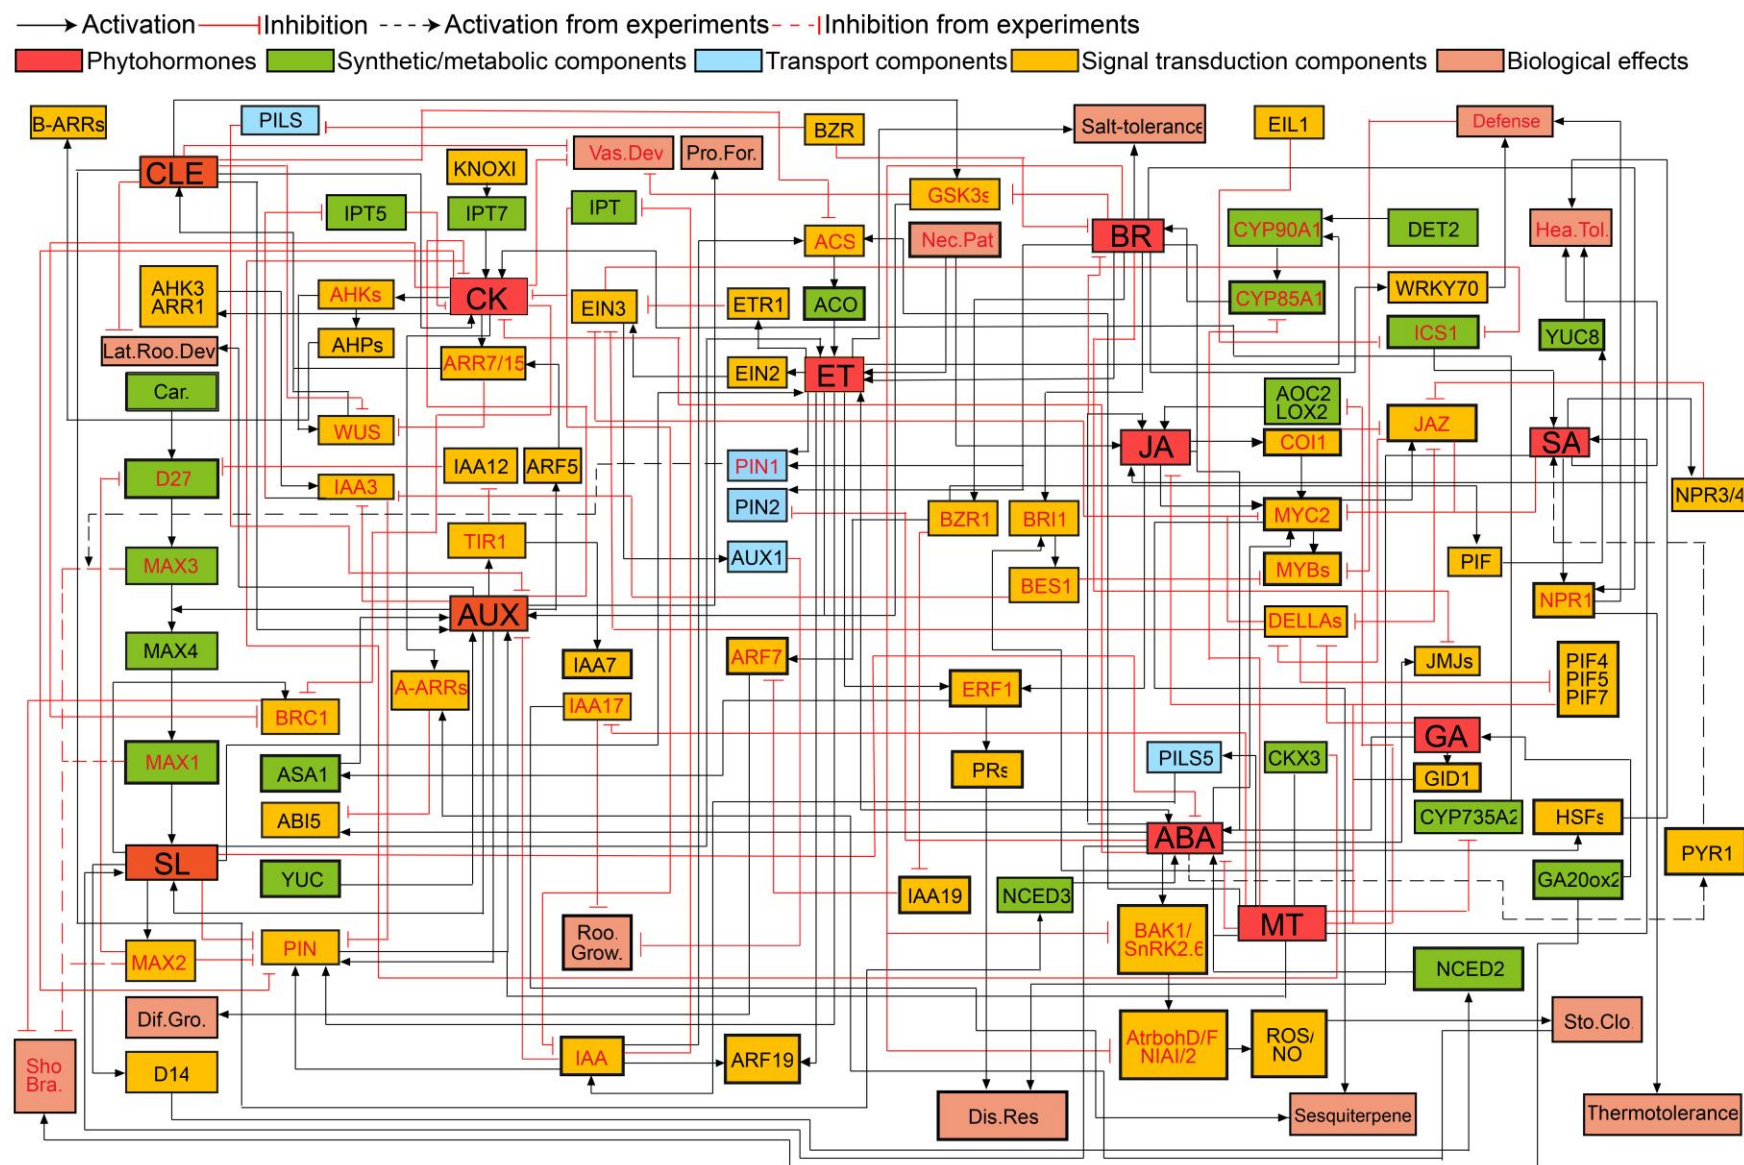 Activation Inhibition Activation from experiments Inhibition from experiments
Phytohormones Synthetic/metabolic components Transport components Signal transduction components Biological effects
B-ARRs PILS BZR Salt-tolerance EIL1 Defense
CLE KNOXI Vas.Dev Pro.For.
GSK3s
IPT5 IPT7 IPT
ACS Nec.Pat BR CYP90A1 DET2 Hea.Tol.
AHK3
ARR1
AHKs CK EIN3 ETR1 ACO CYP85A1 WRKY70
Lat.Roo.Dev AHPs ARR7/15 EIN2 ET ICS1 YUC8
Car.
AOC2
LOX2
WUS JA COI1 JAZ SA
D27 IAA3 IAA12 ARF5 PIN1
PIN2 BZR1 BRI1 MYC2 NPR3/4
MAX3 TIR1 AUX1 BES1 MYBs PIF
AUX DELLAs NPR1
MAX4 IAA7 ARF7 JMJs
PIF4
PIF5
PIF7
A-ARRs ERF1
BRC1 IAA17 GA
MAX1 ASA1 PRs PILS5 CKX3 GID1
ABI5 ABA CYP735A2 HSFs
SL YUC PYR1
NCED3 GA20ox2
IAA19 MT
MAX2 PIN
Roo.
Grow.
BAK1/
SnRK2.6
NCED2
Dif.Gro. Sto.Clo
Sho
Bra.
D14 IAA ARF19
AtrbohD/F
NIAI/2
ROS/
NO
Dis.Res Sesquiterpene Thermotolerance